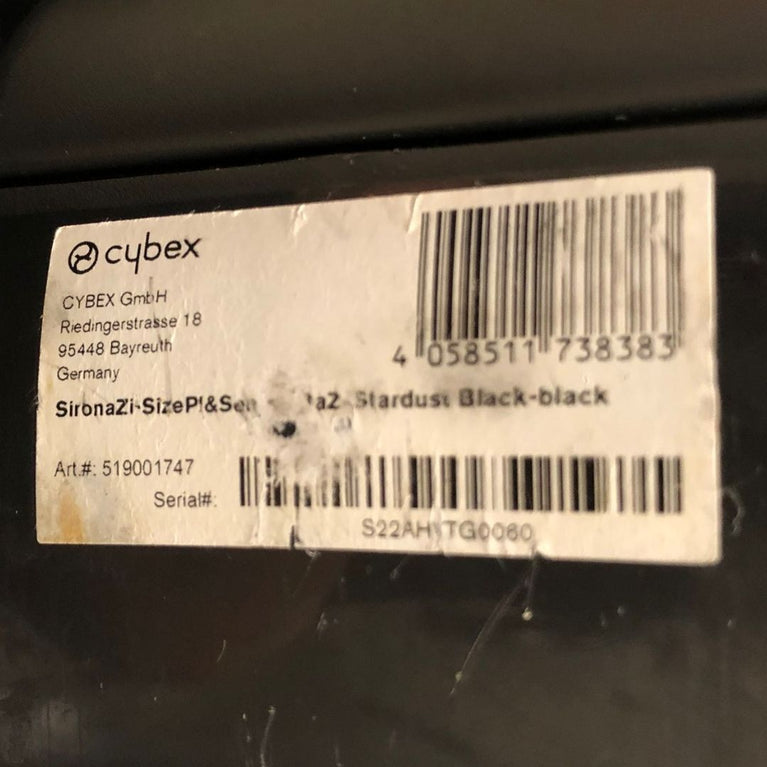 cybex
CYBEX GmbH
Riedingerstrasse 18
95448 Bayreuth
Germany
4 058511 738383
Stardust Black-black
Art.#: 519001747
Serial#: